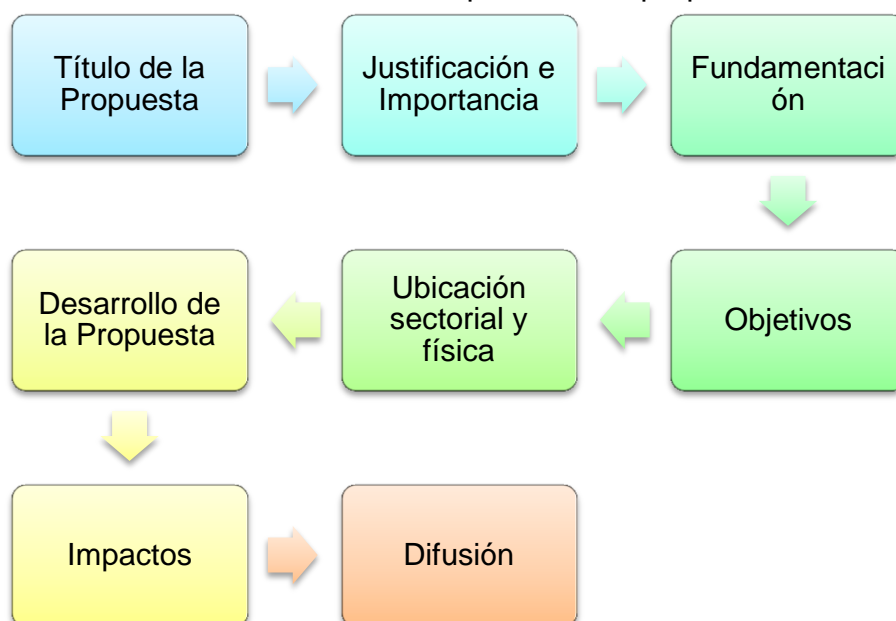 Título de la
Propuesta
Justificación e
Importancia
Fundamentaci
ón
Objetivos
Ubicación
sectorial y
física
Desarrollo de
la Propuesta
Impactos
Difusión